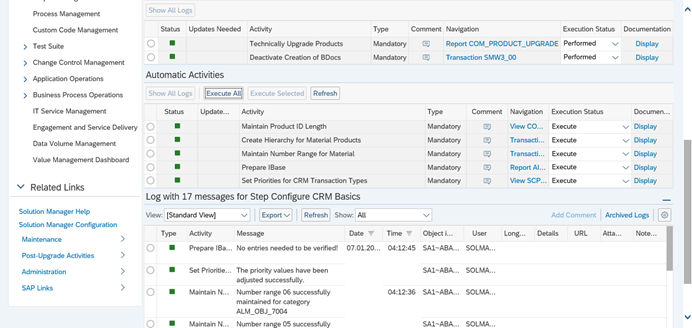 Process Management
Custom Code Management
Test Suite
Change Control Management
Application Operations
Business Process Operations
IT Service Management
Engagement and Service Delivery
Data Volume Management
Value Management Dashboard
Related Links
Solution Manager Help
Solution Manager Configuration
Maintenance
Post-Upgrade Activities
Administration
SAP Links
Show All Logs
Status Updates Needed Activity Type Comment Navigation Execution Status Documentation
Technically Upgrade Products Mandatory Report COM_PRODUCT_UPGRADE Performed Display
Deactivate Creation of BDocs Mandatory Transaction SMW3_00 Performed Display
Automatic Activities
Show All Logs Execute All Execute Selected Refresh
Status Update... Activity Type Comment Navigation Execution Status Documen...
Maintain Product ID Length Mandatory View CO... Execute Display
Create Hierarchy for Material Products Mandatory Transacti... Execute Display
Maintain Number Range for Material Mandatory Transacti... Execute Display
Prepare IBase Mandatory Report AI... Execute Display
Set Priorities for CRM Transaction Types Mandatory View SCP... Execute Display
Log with 17 messages for Step Configure CRM Basics
View: [Standard View] Export Refresh Show: All Add Comment Archived Logs
Type Activity Message Date Time Object i... User Long... Details URL Atta... Note...
Prepare IBa... No entries needed to be verified! 07.01.20... 04:12:45 SA1~ABA... SOLMA...
Set Prioritie... The priority values have been SA1~ABA... SOLMA...
adjusted successfully.
Maintain N... Number range 06 successfully 04:12:36 SA1~ABA... SOLMA...
maintained for category
ALM_OBJ_7004
Maintain N... Number range 05 successfully SA1~ABA... SOLMA...